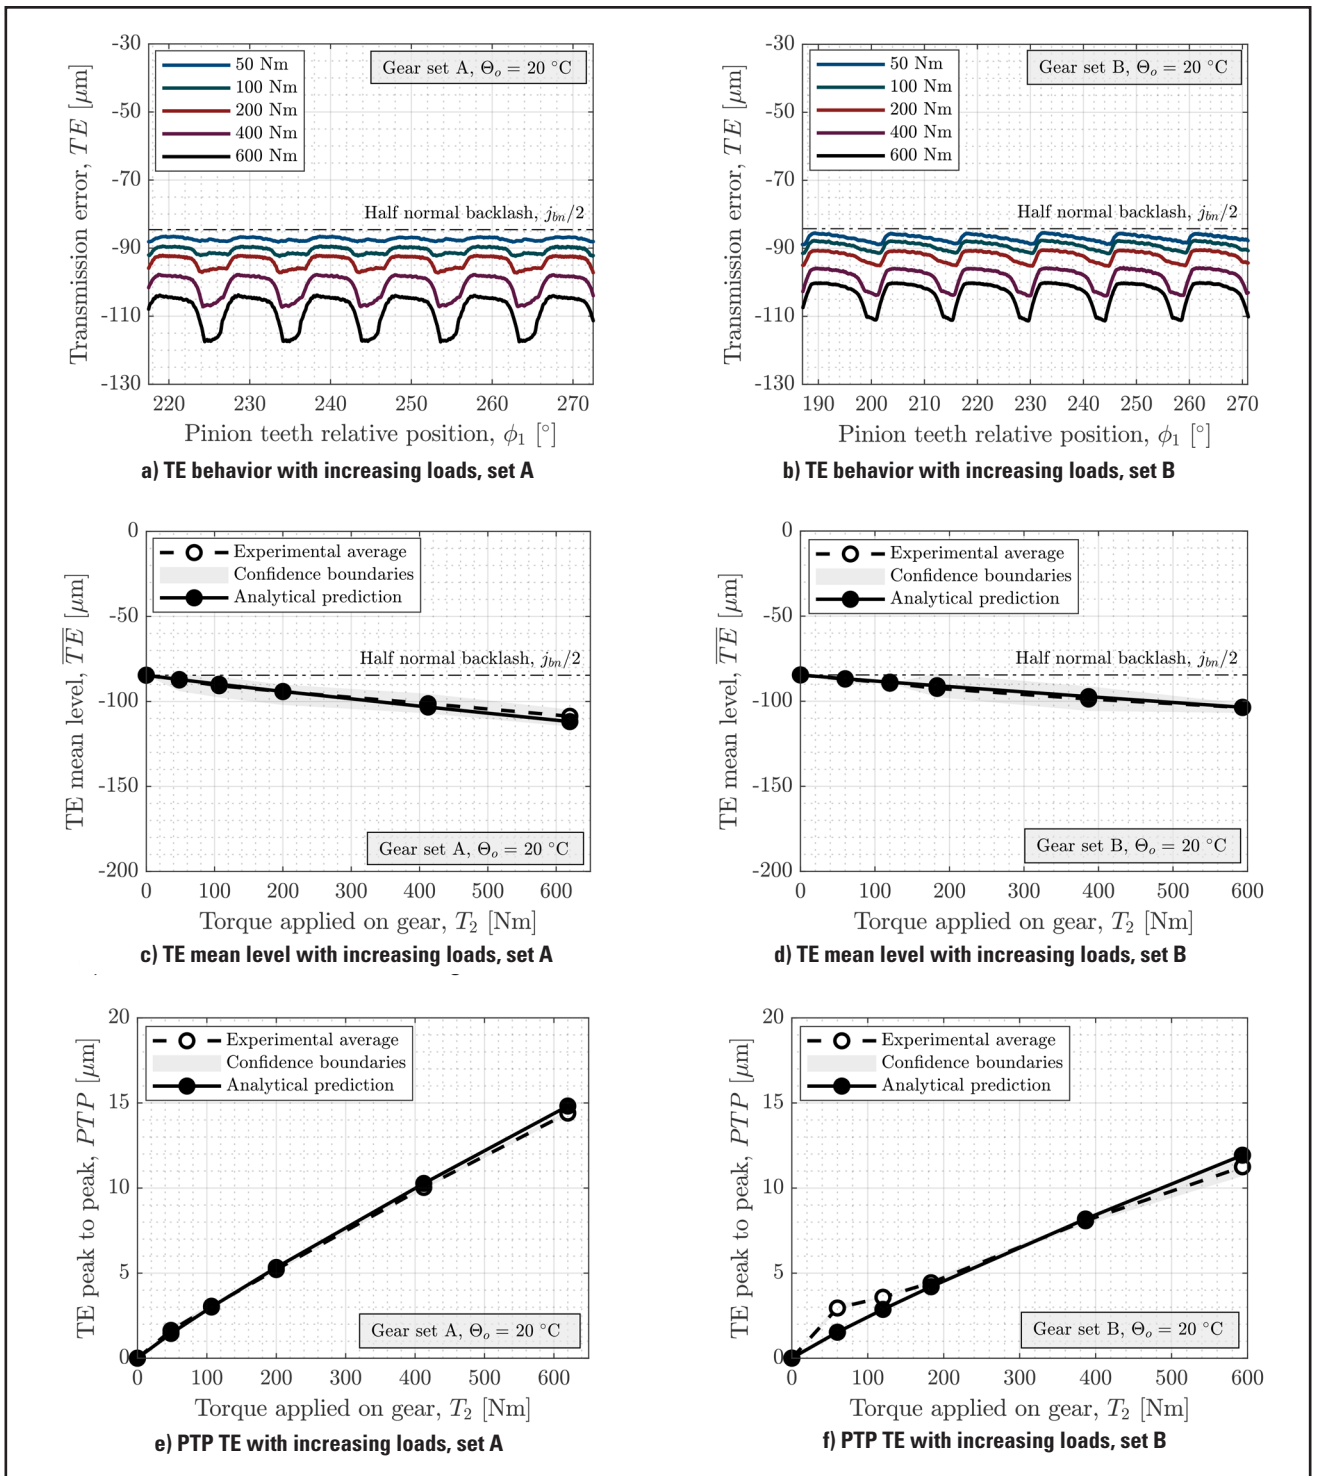 -30
-50
-70
-90
-110
-130
Transmission error, TE [μm]
50 Nm
100 Nm
200 Nm
400 Nm
600 Nm
Gear set A, Θo = 20 °C
Half normal backlash, jbn/2
220 230 240 250 260 270
Pinion teeth relative position, ϕ1 [°]
a) TE behavior with increasing loads, set A
-30
-50
-70
-90
-110
-130
Transmission error, TE [μm]
50 Nm
100 Nm
200 Nm
400 Nm
600 Nm
Gear set B, Θo = 20 °C
Half normal backlash, jbn/2
190 200 210 220 230 240 250 260 270
Pinion teeth relative position, ϕ1 [°]
b) TE behavior with increasing loads, set B
0
-50
-100
-150
-200
TE mean level, TE [μm]
Experimental average
Confidence boundaries
Analytical prediction
Half normal backlash, jbn/2
Gear set A, Θo = 20 °C
0 100 200 300 400 500 600
Torque applied on gear, T2 [Nm]
c) TE mean level with increasing loads, set A
0
-50
-100
-150
-200
TE mean level, TE [μm]
Experimental average
Confidence boundaries
Analytical prediction
Half normal backlash, jbn/2
Gear set B, Θo = 20 °C
0 100 200 300 400 500 600
Torque applied on gear, T2 [Nm]
d) TE mean level with increasing loads, set B
20
15
10
5
0
TE peak to peak, PTP [μm]
Experimental average
Confidence boundaries
Analytical prediction
Gear set A, Θo = 20 °C
0 100 200 300 400 500 600
Torque applied on gear, T2 [Nm]
e) PTP TE with increasing loads, set A
20
15
10
5
0
TE peak to peak, PTP [μm]
Experimental average
Confidence boundaries
Analytical prediction
Gear set B, Θo = 20 °C
0 100 200 300 400 500 600
Torque applied on gear, T2 [Nm]
f) PTP TE with increasing loads, set B